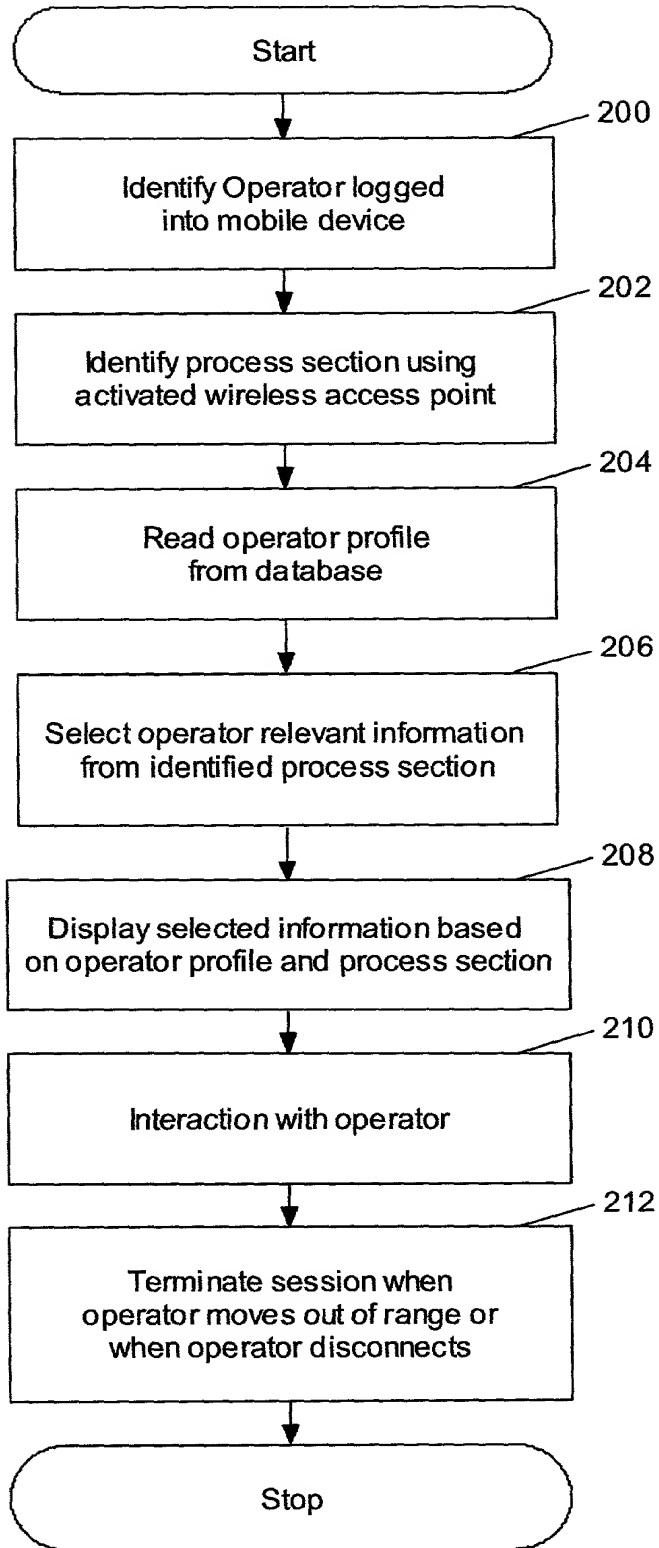 Start
200
Identify Operator logged
into mobile device
202
Identify process section using
activated wireless access point
204
Read operator profile
from database
206
Select operator relevant information
from identified process section
208
Display selected information based
on operator profile and process section
210
Interaction with operator
212
Terminate session when
operator moves out of range or
when operator disconnects
Stop